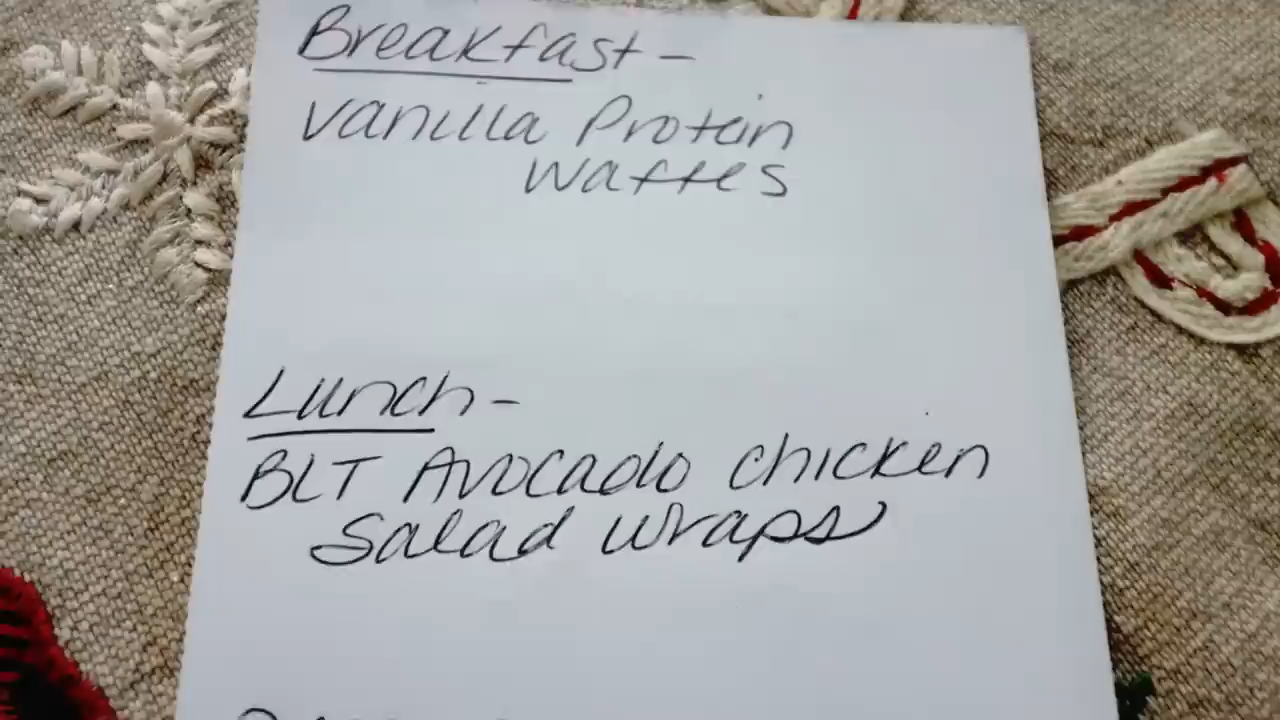 Breakfast -
Vanilla Protein
Waffles
Lunch -
BLT Avocado chicken
Salad wraps